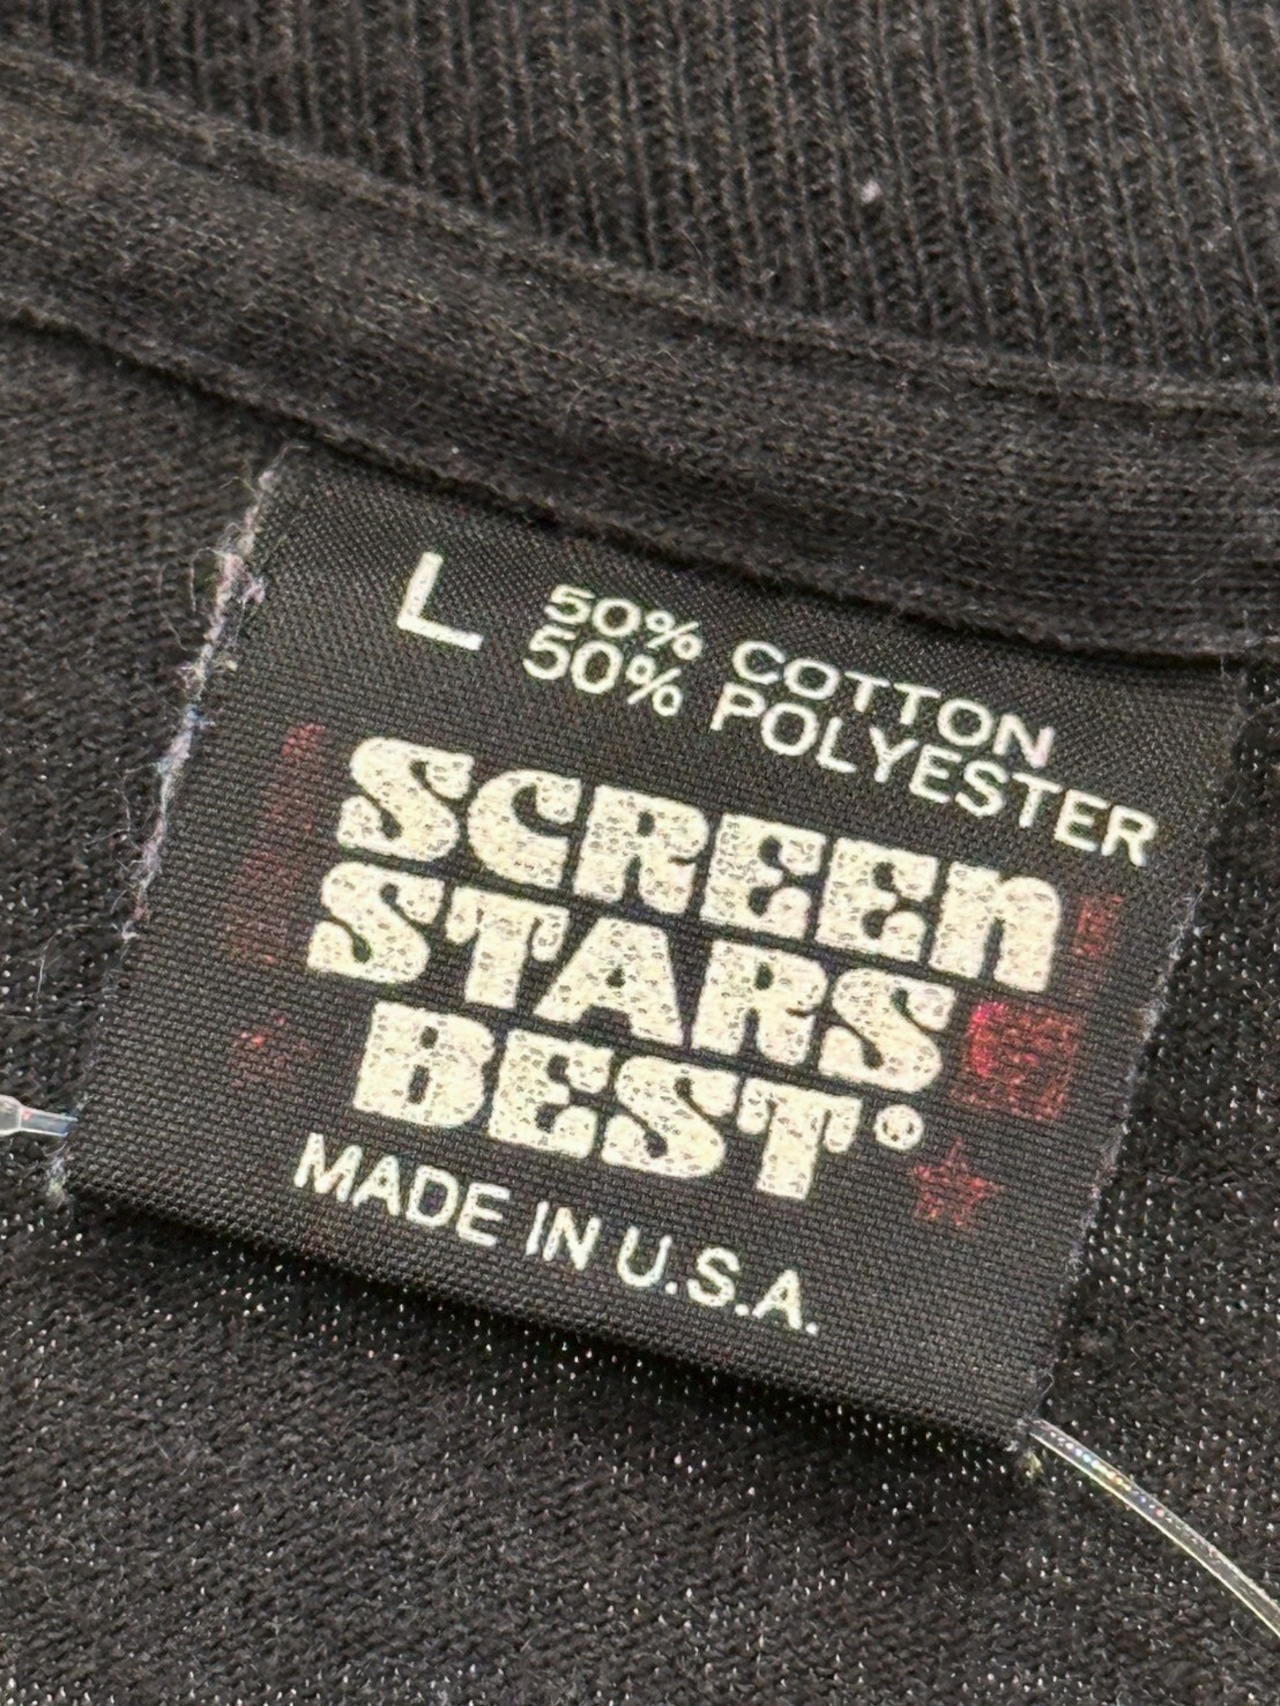 L 50% COTTON
50% POLYESTER
SCREEN
STARS
BEST®
MADE IN U.S.A.